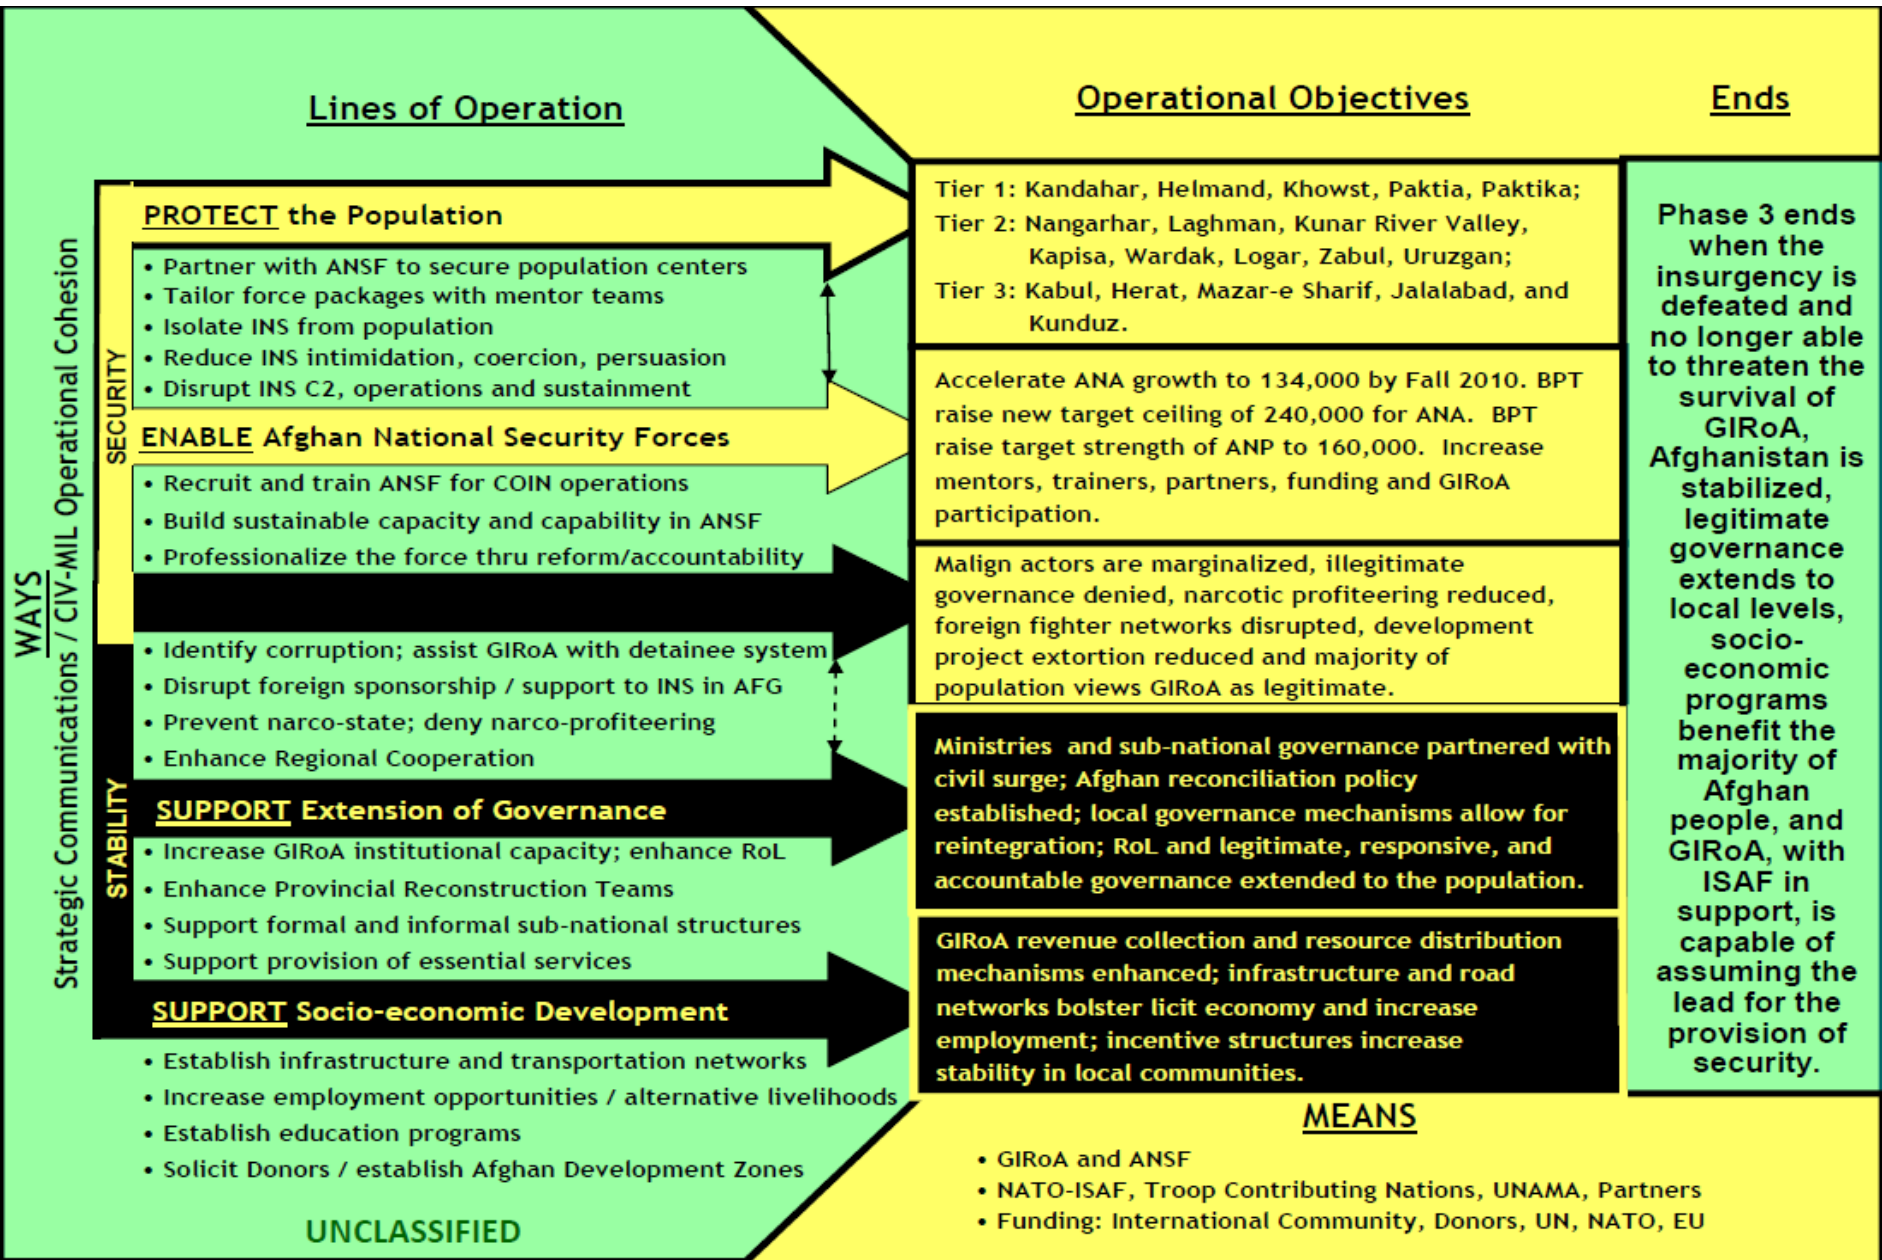 Lines of Operation
Operational Objectives
Ends
WAYS
Strategic Communications / CIV-MIL Operational Cohesion
SECURITY
PROTECT the Population
• Partner with ANSF to secure population centers
• Tailor force packages with mentor teams
• Isolate INS from population
• Reduce INS intimidation, coercion, persuasion
• Disrupt INS C2, operations and sustainment
ENABLE Afghan National Security Forces
• Recruit and train ANSF for COIN operations
• Build sustainable capacity and capability in ANSF
• Professionalize the force thru reform/accountability
• Identify corruption; assist GIRoA with detainee system
• Disrupt foreign sponsorship / support to INS in AFG
• Prevent narco-state; deny narco-profiteering
• Enhance Regional Cooperation
STABILITY
SUPPORT Extension of Governance
• Increase GIRoA institutional capacity; enhance RoL
• Enhance Provincial Reconstruction Teams
• Support formal and informal sub-national structures
• Support provision of essential services
SUPPORT Socio-economic Development
• Establish infrastructure and transportation networks
• Increase employment opportunities / alternative livelihoods
• Establish education programs
• Solicit Donors / establish Afghan Development Zones
UNCLASSIFIED
Tier 1: Kandahar, Helmand, Khowst, Paktia, Paktika;
Tier 2: Nangarhar, Laghman, Kunar River Valley,
Kapisa, Wardak, Logar, Zabul, Uruzgan;
Tier 3: Kabul, Herat, Mazar-e Sharif, Jalalabad, and
Kunduz.
Accelerate ANA growth to 134,000 by Fall 2010. BPT
raise new target ceiling of 240,000 for ANA. BPT
raise target strength of ANP to 160,000. Increase
mentors, trainers, partners, funding and GIRoA
participation.
Malign actors are marginalized, illegitimate
governance denied, narcotic profiteering reduced,
foreign fighter networks disrupted, development
project extortion reduced and majority of
population views GIRoA as legitimate.
Ministries and sub-national governance partnered with
civil surge; Afghan reconciliation policy
established; local governance mechanisms allow for
reintegration; RoL and legitimate, responsive, and
accountable governance extended to the population.
GIRoA revenue collection and resource distribution
mechanisms enhanced; infrastructure and road
networks bolster licit economy and increase
employment; incentive structures increase
stability in local communities.
MEANS
• GIRoA and ANSF
• NATO-ISAF, Troop Contributing Nations, UNAMA, Partners
• Funding: International Community, Donors, UN, NATO, EU
Phase 3 ends
when the
insurgency is
defeated and
no longer able
to threaten the
survival of
GIRoA,
Afghanistan is
stabilized,
legitimate
governance
extends to
local levels,
socio-
economic
programs
benefit the
majority of
Afghan
people, and
GIRoA, with
ISAF in
support, is
capable of
assuming the
lead for the
provision of
security.